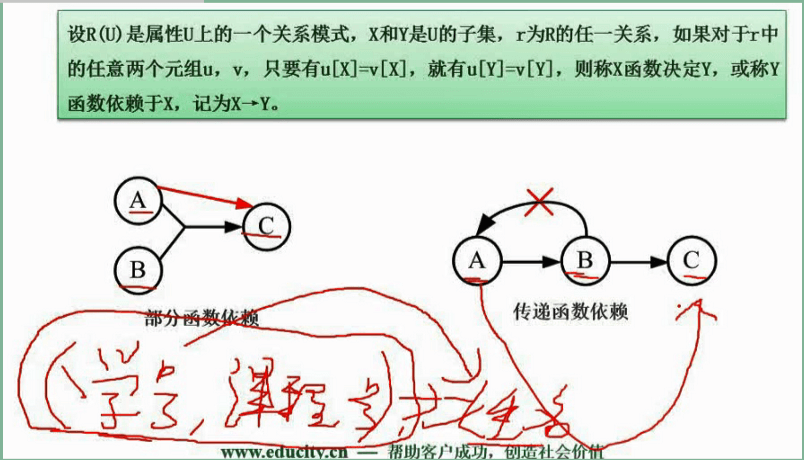 设R(U)是属性U上的一个关系模式，X和Y是U的子集，r为R的任一关系，如果对于r中
的任意两个元组u，v，只要有u[X]=v[X]，就有u[Y]=v[Y]，则称X函数决定Y，或称Y
函数依赖于X，记为X→Y。
A
B
C
部分函数依赖
A
B
C
传递函数依赖
(学号，课程号)→姓名
www.educity.cn — 帮助客户成功，创造社会价值